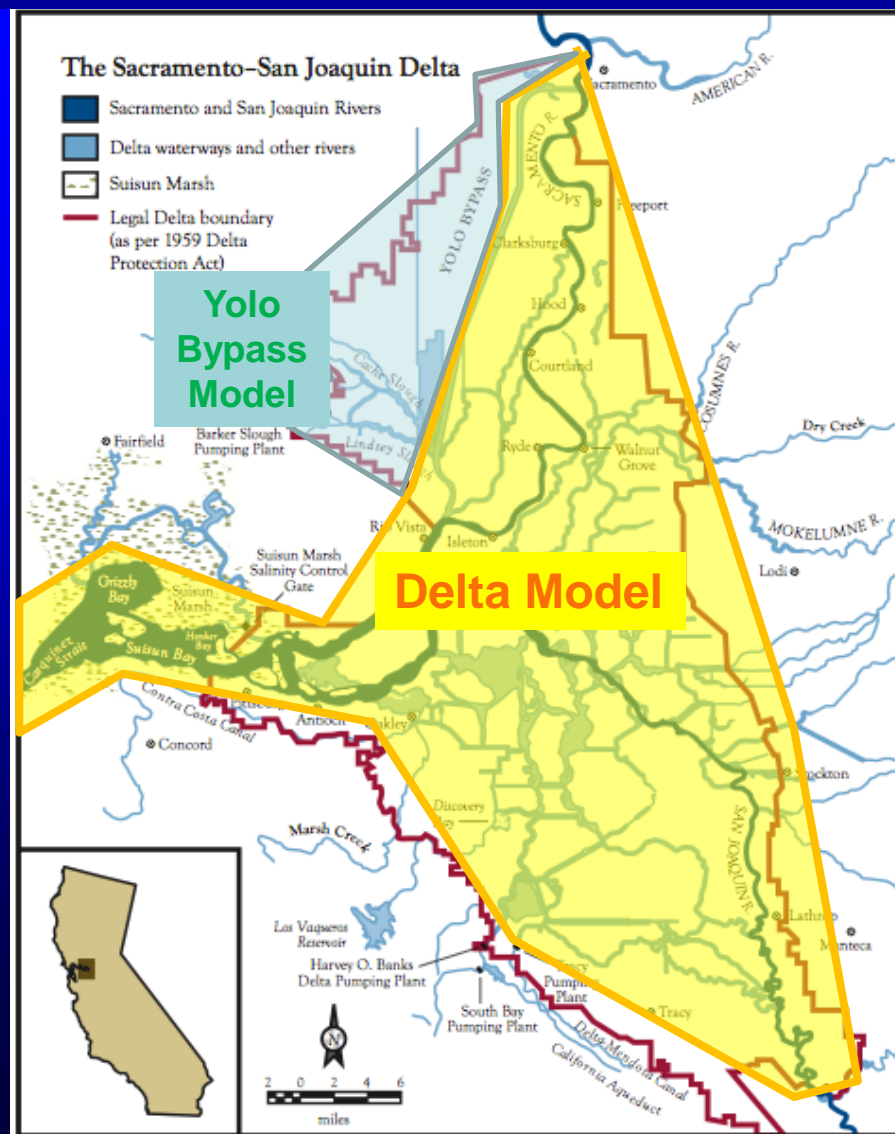 The Sacramento–San Joaquin Delta
Sacramento and San Joaquin Rivers
Delta waterways and other rivers
Suisun Marsh
Legal Delta boundary
(as per 1959 Delta
Protection Act)
Sacramento
AMERICAN R.
SACRAMENTO R.
YOLO BYPASS
Freeport
Clarksburg
Hood
Courtland
Yolo
Bypass
Model
Cache Slough
Lindsey Slough
Barker Slough
Pumping Plant
COSUMNES R.
Dry Creek
Fairfield
Ryde
Walnut
Grove
MOKELUMNE R.
Rio Vista
Isleton
Lodi
Suisun Marsh
Salinity Control
Gate
Delta Model
Grizzly
Bay
Suisun
Marsh
Honker
Bay
Suisun Bay
Carquinez Strait
Pittsburg
Antioch
Oakley
Contra Costa Canal
Concord
Stockton
Discovery
Bay
Marsh Creek
SAN JOAQUIN R.
Los Vaqueros
Reservoir
Lathrop
Manteca
Harvey O. Banks
Delta Pumping Plant
Tracy
Pumping
Plant
South Bay
Pumping Plant
Tracy
Delta Mendota Canal
California Aqueduct
N
2 0 2 4 6
miles